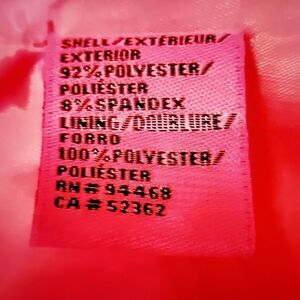 SHELL/EXTÉRIEUR/
EXTERIOR
92% POLYESTER/
POLIÉSTER
8% SPANDEX
LINING/DOUBLURE/
FORRO
100% POLYESTER/
POLIÉSTER
RN# 94468
CA# 52362